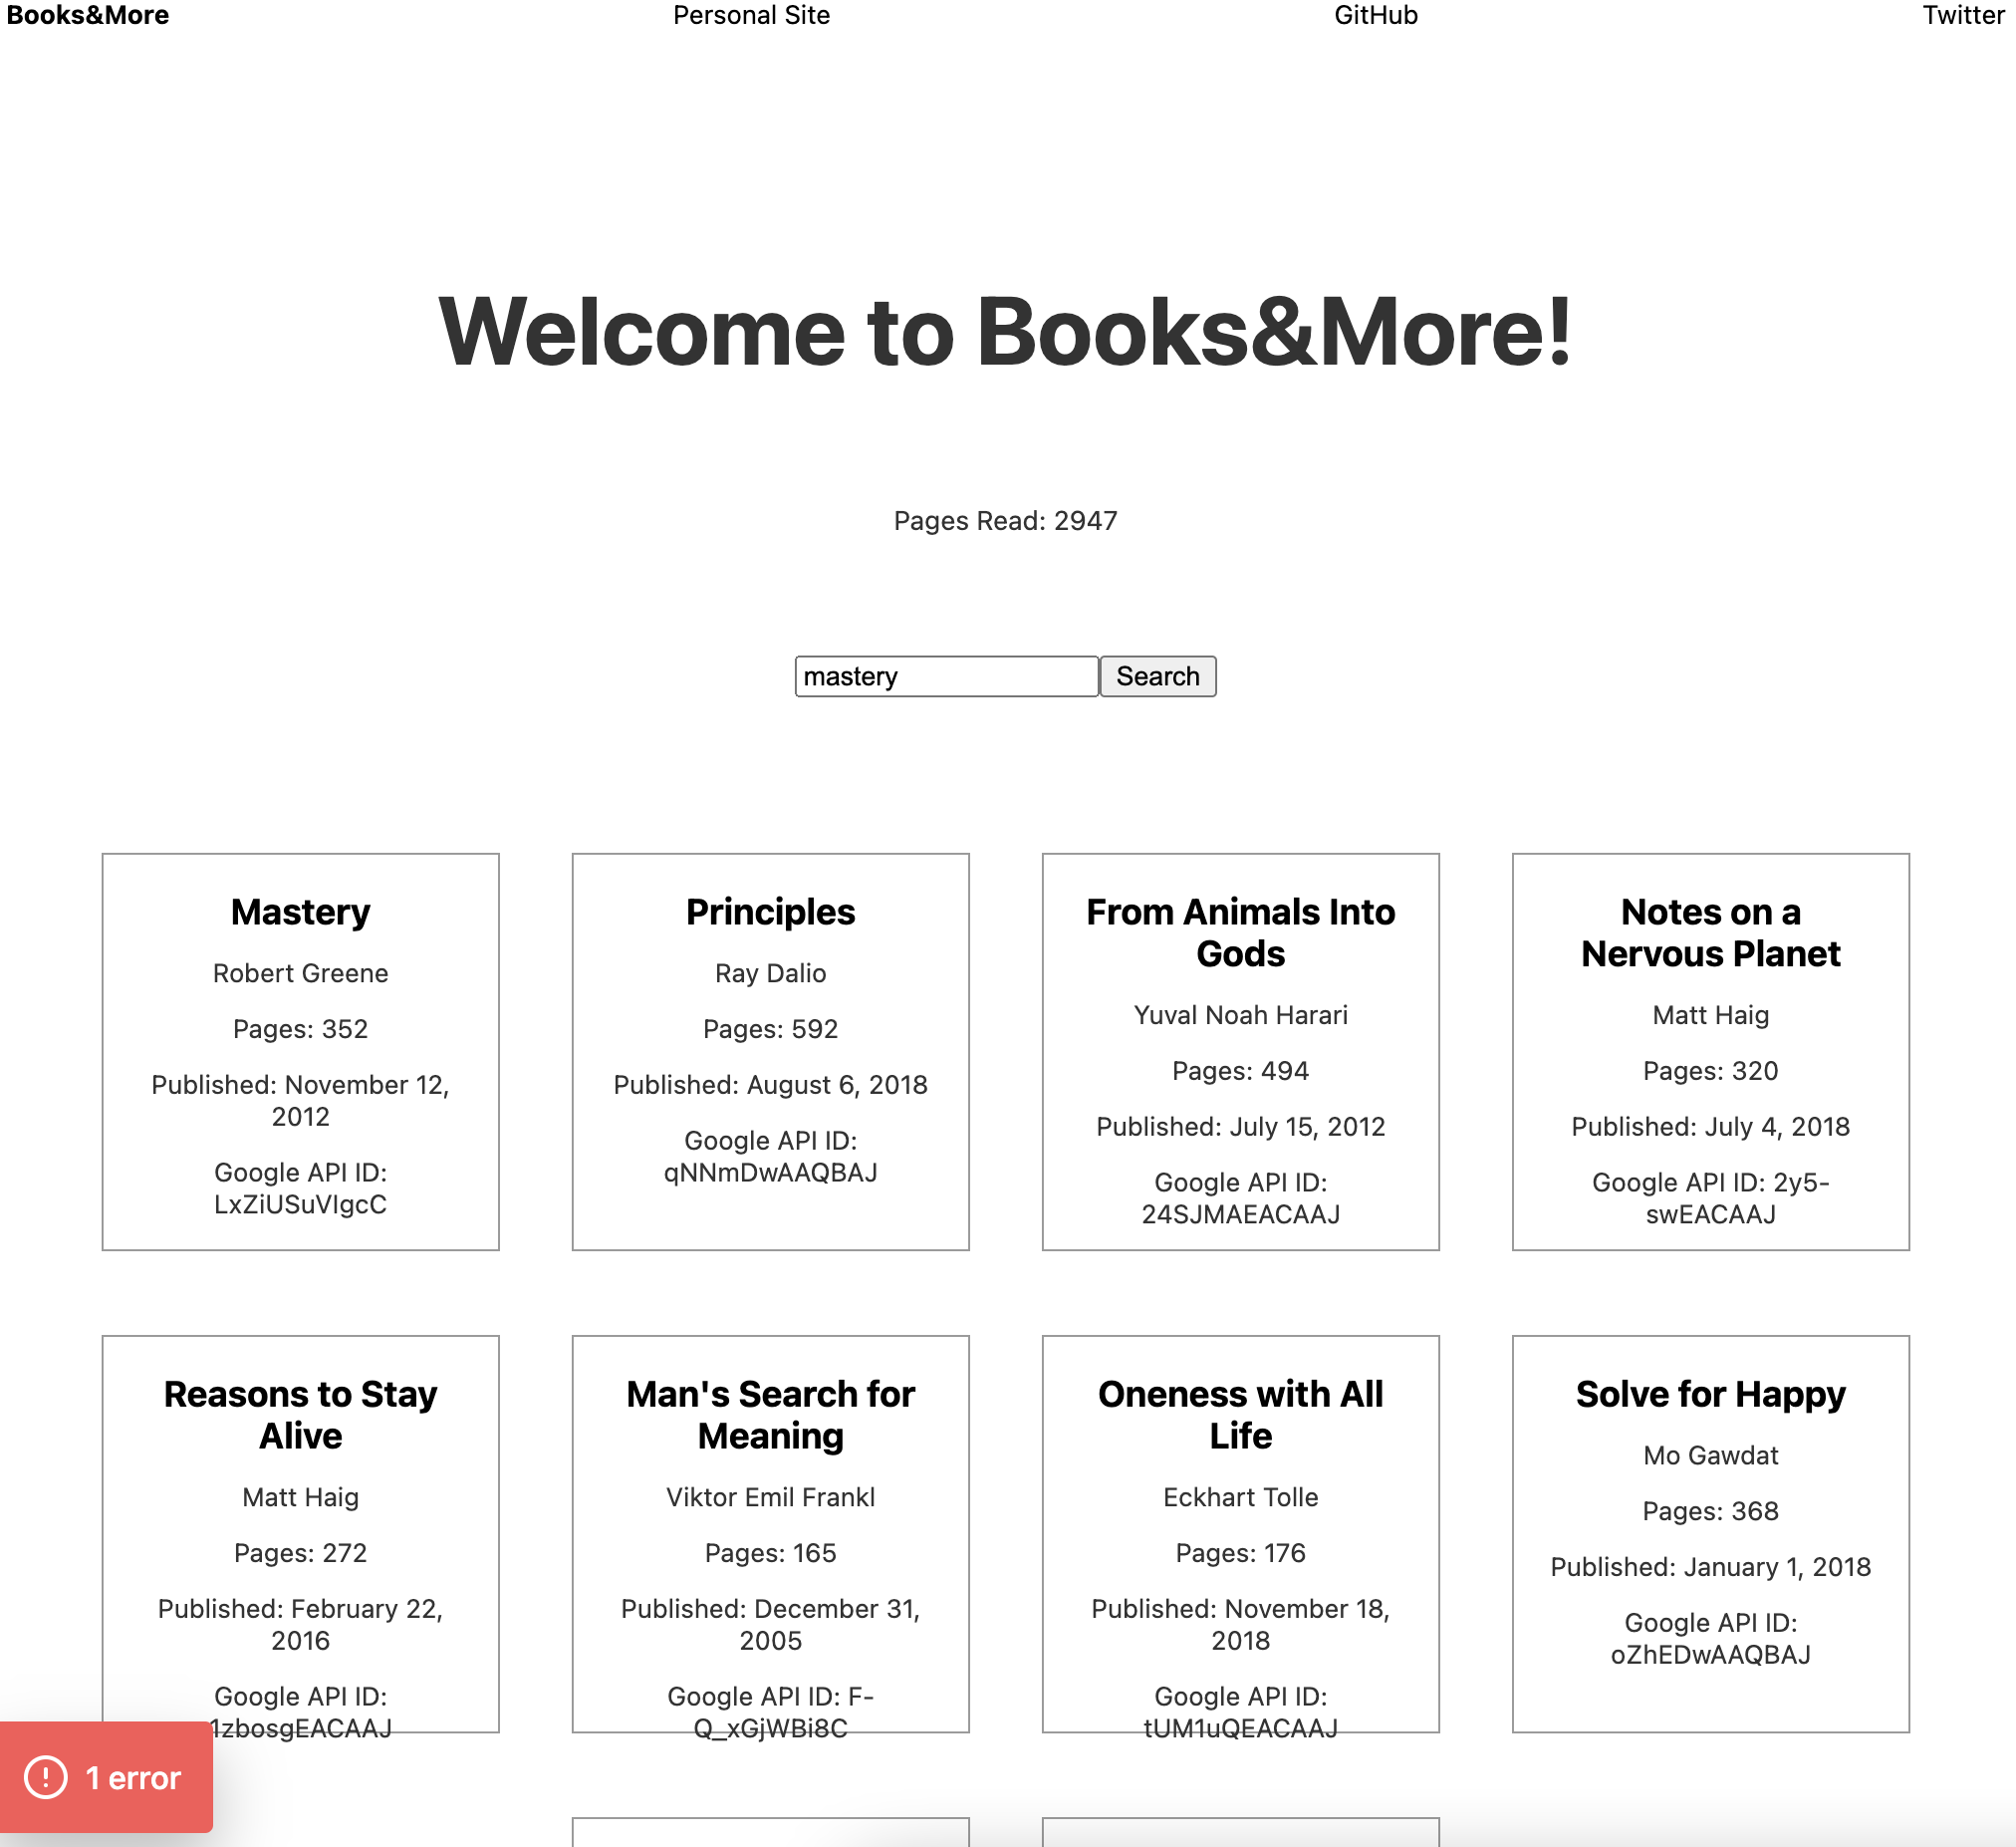 Books&More
Personal Site
GitHub
Twitter
Welcome to Books&More!
Pages Read: 2947
mastery
Search
Mastery
Robert Greene
Pages: 352
Published: November 12,
2012
Google API ID:
LxZiUSuVIgcC
Principles
Ray Dalio
Pages: 592
Published: August 6, 2018
Google API ID:
qNNmDwAAQBAJ
From Animals Into
Gods
Yuval Noah Harari
Pages: 494
Published: July 15, 2012
Google API ID:
24SJMAEACAAJ
Notes on a
Nervous Planet
Matt Haig
Pages: 320
Published: July 4, 2018
Google API ID: 2y5-
swEACAAJ
Reasons to Stay
Alive
Matt Haig
Pages: 272
Published: February 22,
2016
Google API ID:
1zbosgEACAAJ
Man's Search for
Meaning
Viktor Emil Frankl
Pages: 165
Published: December 31,
2005
Google API ID: F-
Q_xGjWBi8C
Oneness with All
Life
Eckhart Tolle
Pages: 176
Published: November 18,
2018
Google API ID:
tUM1uQEACAAJ
Solve for Happy
Mo Gawdat
Pages: 368
Published: January 1, 2018
Google API ID:
oZhEDwAAQBAJ
1 error